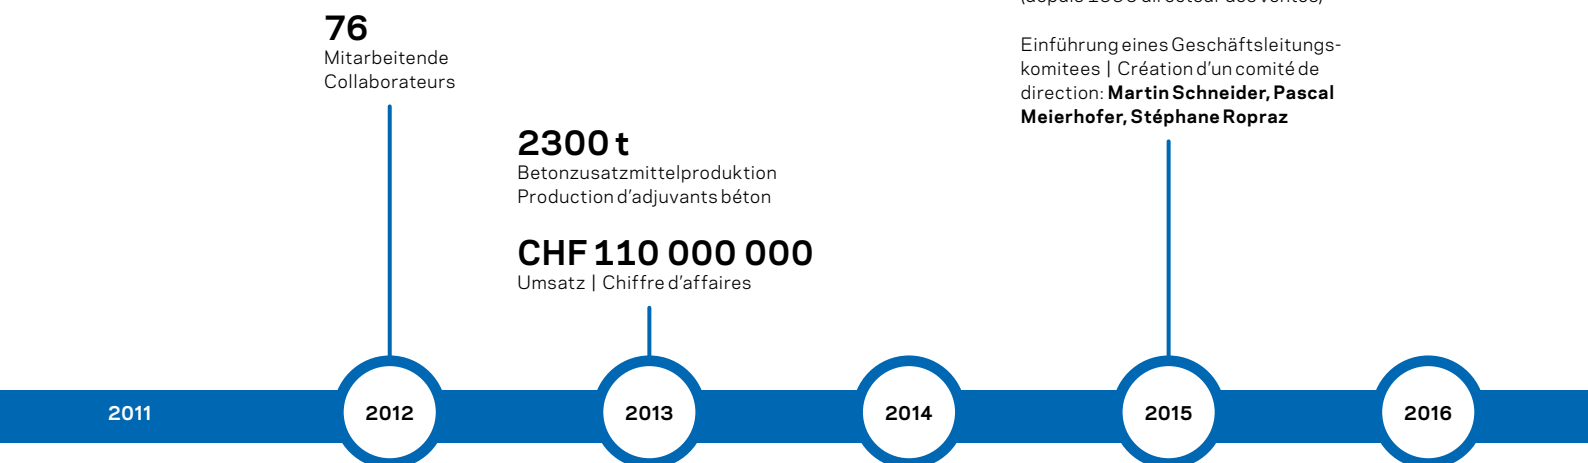 76
Mitarbeitende
Collaborateurs
2300 t
Betonzusatzmittelproduktion
Production d'adjuvants béton
CHF 110 000 000
Umsatz | Chiffre d'affaires
Einführung eines Geschäftsleitungs-
komitees | Création d'un comité de
direction: Martin Schneider, Pascal
Meierhofer, Stéphane Ropraz
2011
2012
2013
2014
2015
2016